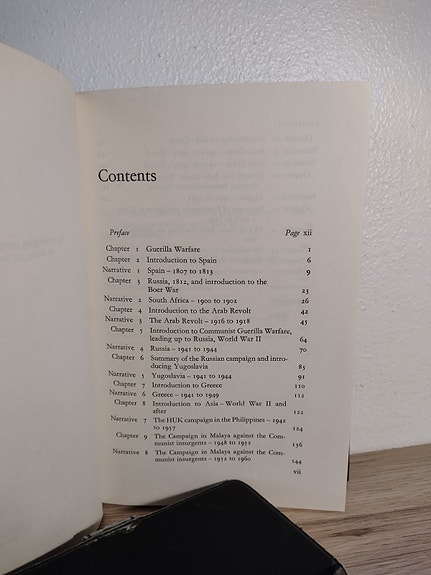 Contents
Preface Page xii
Chapter 1 Guerilla Warfare 1
Chapter 2 Introduction to Spain 6
Narrative 1 Spain – 1807 to 1813 9
Chapter 3 Russia, 1812, and introduction to the
Boer War 23
Narrative 2 South Africa – 1900 to 1902 26
Chapter 4 Introduction to the Arab Revolt 42
Narrative 3 The Arab Revolt – 1916 to 1918 45
Chapter 5 Introduction to Communist Guerilla Warfare,
leading up to Russia, World War II 64
Narrative 4 Russia – 1941 to 1944 70
Chapter 6 Summary of the Russian campaign and intro-
ducing Yugoslavia 85
Narrative 5 Yugoslavia – 1941 to 1944 91
Chapter 7 Introduction to Greece 110
Narrative 6 Greece – 1941 to 1949 112
Chapter 8 Introduction to Asia – World War II and
after 122
Narrative 7 The HUK campaign in the Philippines – 1942
to 1957 124
Chapter 9 The Campaign in Malaya against the Com-
munist insurgents – 1948 to 1952 136
Narrative 8 The Campaign in Malaya against the Com-
munist insurgents – 1952 to 1960 144
vii